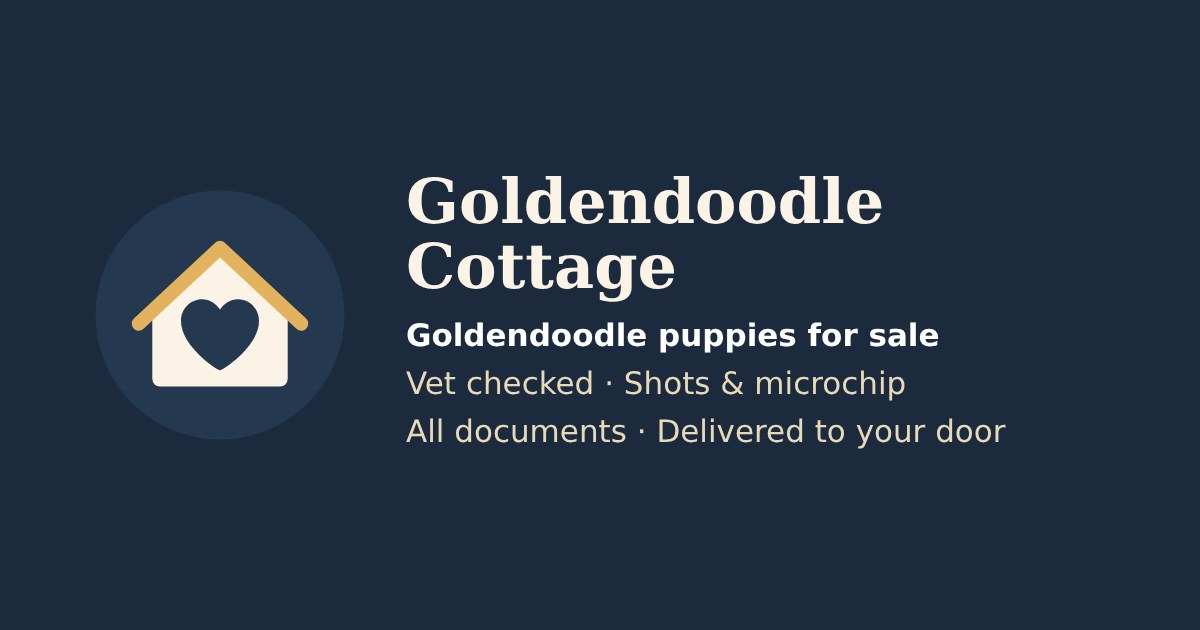 Goldendoodle
Cottage
Goldendoodle puppies for sale
Vet checked · Shots & microchip
All documents · Delivered to your door